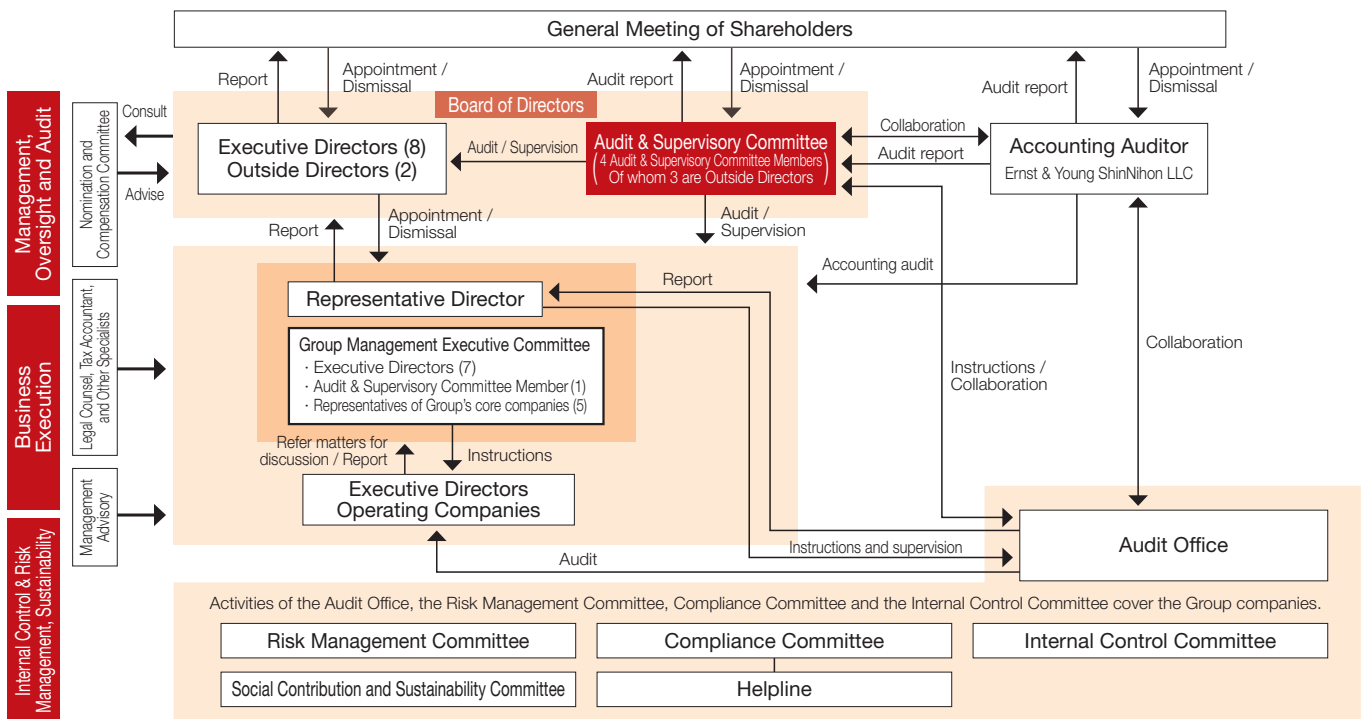 General Meeting of Shareholders
Report
Appointment /
Dismissal
Audit report
Appointment /
Dismissal
Audit report
Appointment /
Dismissal
Management,
Oversight and Audit
Nomination and
Compensation Committee
Consult
Advise
Board of Directors
Executive Directors (8)
Outside Directors (2)
Audit / Supervision
Audit & Supervisory Committee
(4 Audit & Supervisory Committee Members
Of whom 3 are Outside Directors)
Collaboration
Audit report
Accounting Auditor
Ernst & Young ShinNihon LLC
Report
Appointment /
Dismissal
Audit /
Supervision
Accounting audit
Business
Execution
Legal Counsel, Tax Accountant,
and Other Specialists
Representative Director
Report
Group Management Executive Committee
· Executive Directors (7)
· Audit & Supervisory Committee Member (1)
· Representatives of Group's core companies (5)
Instructions /
Collaboration
Collaboration
Refer matters for
discussion / Report
Instructions
Management
Advisory
Executive Directors
Operating Companies
Audit
Instructions and supervision
Audit Office
Internal Control & Risk
Management, Sustainability
Activities of the Audit Office, the Risk Management Committee, Compliance Committee and the Internal Control Committee cover the Group companies.
Risk Management Committee
Compliance Committee
Internal Control Committee
Social Contribution and Sustainability Committee
Helpline